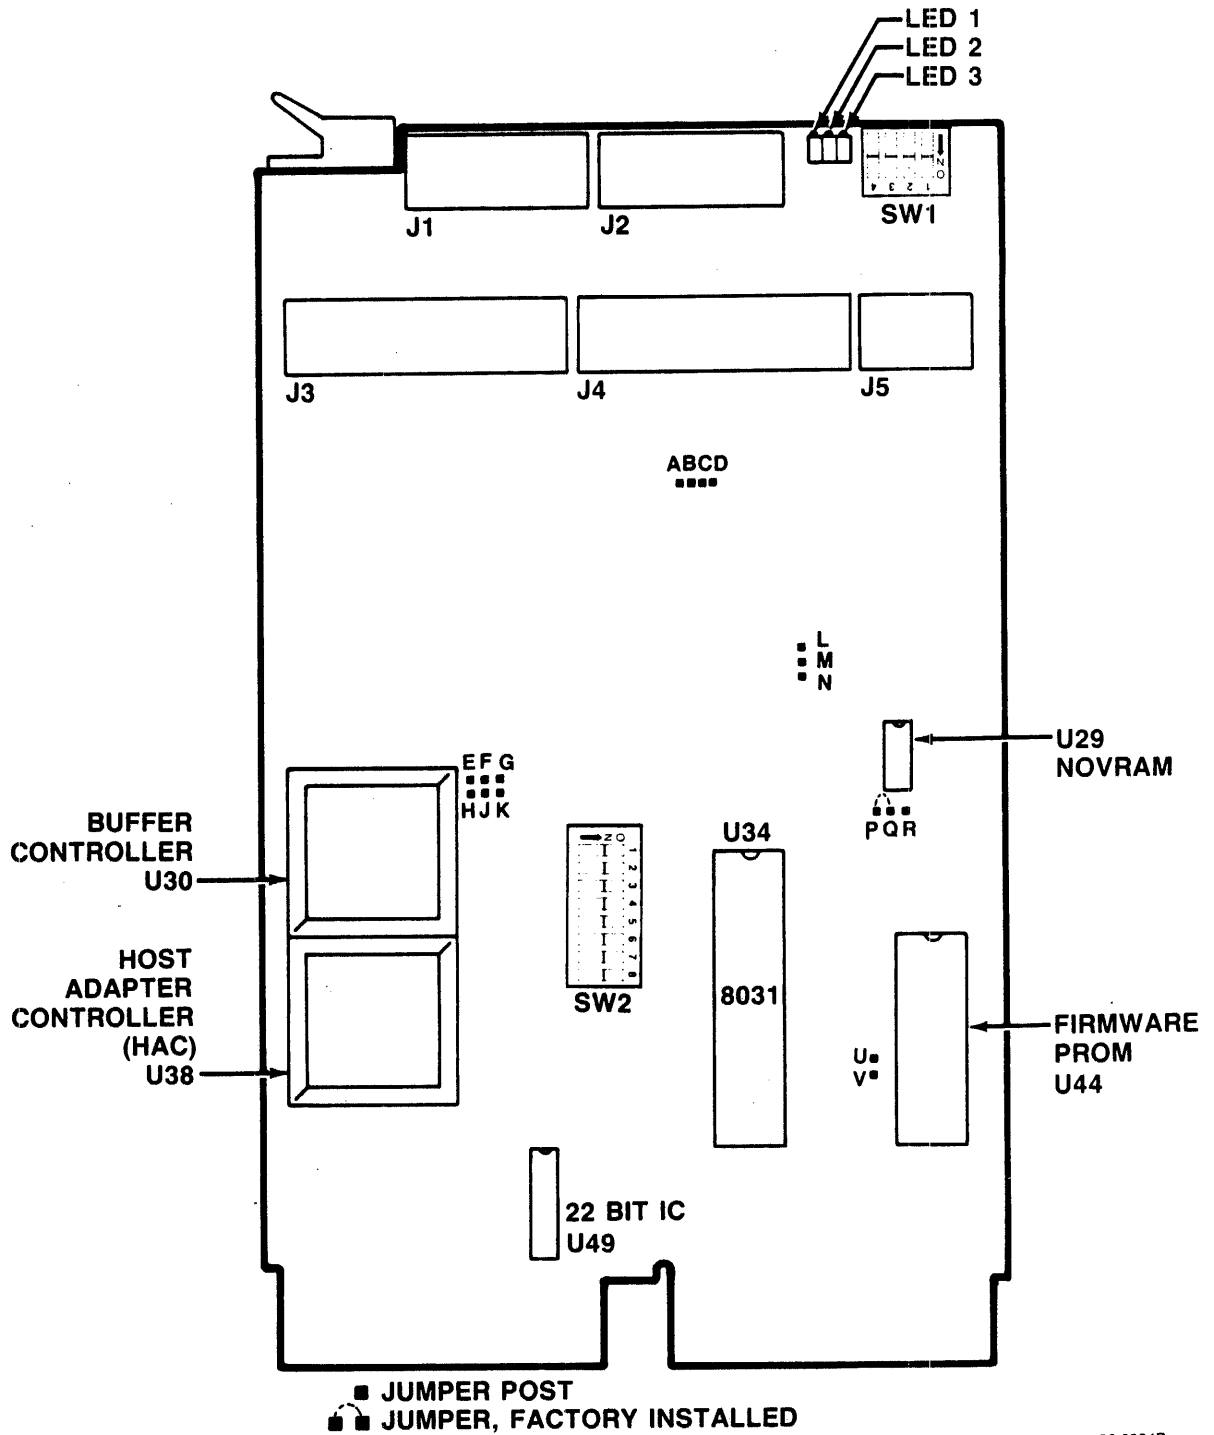 LED 1
LED 2
LED 3
NO
4 3 2 1
SW1
J1
J2
J3
J4
J5
ABCD
L
M
N
U29
NOVRAM
E F G
H J K
P Q R
BUFFER
CONTROLLER
U30
NO
1
2
3
4
5
6
7
8
SW2
U34
8031
HOST
ADAPTER
CONTROLLER
(HAC)
U38
FIRMWARE
PROM
U44
U
V
22 BIT IC
U49
JUMPER POST
JUMPER, FACTORY INSTALLED